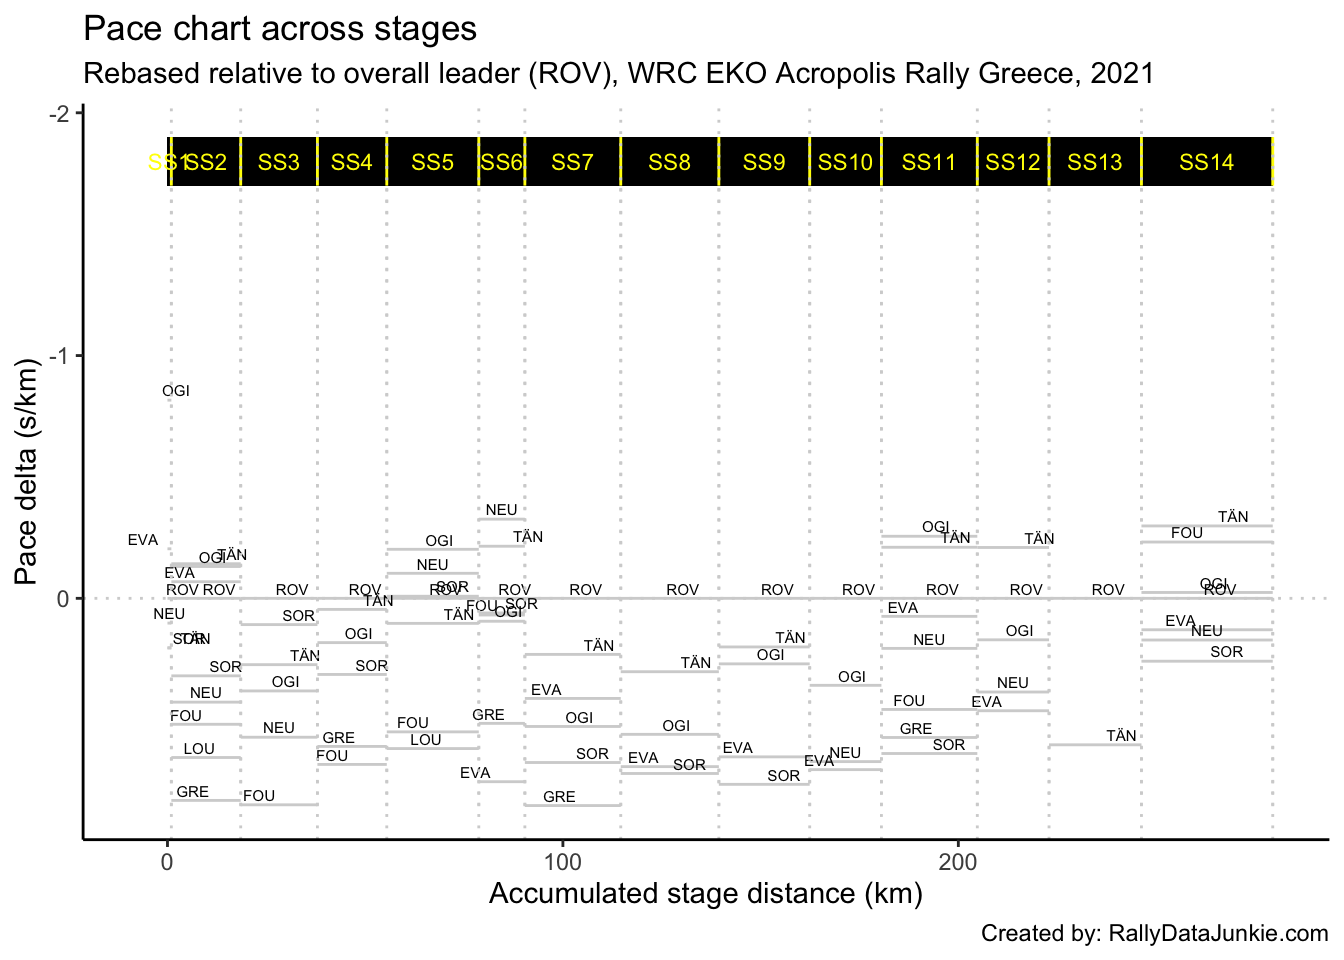 Pace chart across stages
Rebased relative to overall leader (ROV), WRC EKO Acropolis Rally Greece, 2021
-2
SS1 SS2 SS3 SS4 SS5 SS6 SS7 SS8 SS9 SS10 SS11 SS12 SS13 SS14
-1
OGI
NEU TÄN
OGI FOU
EVA OGI TÄN TÄN TÄN
OGI TÄN
EVA NEU OGI
ROV ROV ROV ROV ROV SOR ROV ROV ROV ROV ROV ROV ROV ROV ROV
0
TÄN FOU SOR EVA
NEU SOR TÄN OGI EVA
SOR TÄN OGI TÄN TÄN NEU OGI NEU
SOR TÄN SOR OGI TÄN SOR
OGI OGI
NEU EVA NEU
FOU GRE OGI FOU EVA
NEU FOU OGI GRE
LOU GRE LOU EVA SOR TÄN
FOU SOR EVA SOR EVA NEU
EVA SOR
GRE FOU GRE
Pace delta (s/km)
0 100 200
Accumulated stage distance (km)
Created by: RallyDataJunkie.com